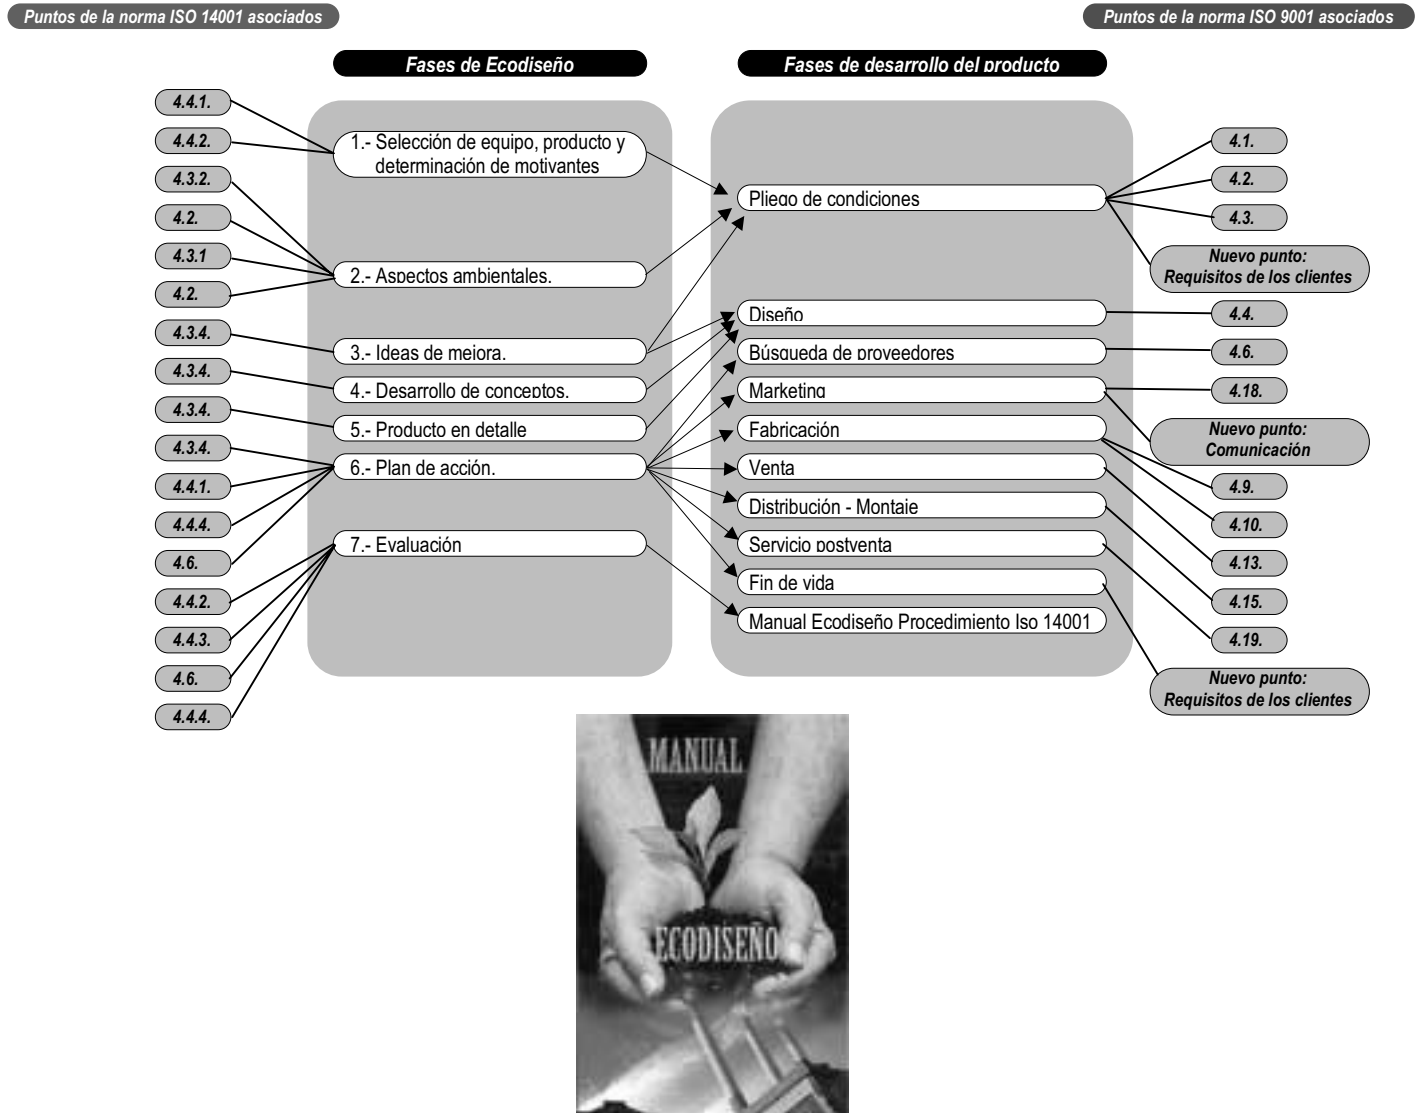 Puntos de la norma ISO 14001 asociados
Puntos de la norma ISO 9001 asociados
Fases de Ecodiseño
Fases de desarrollo del producto
4.4.1.
4.4.2.
4.3.2.
4.2.
4.3.1
4.2.
4.3.4.
4.3.4.
4.3.4.
4.3.4.
4.4.1.
4.4.4.
4.6.
4.4.2.
4.4.3.
4.6.
4.4.4.
1.- Selección de equipo, producto y
determinación de motivantes
2.- Aspectos ambientales.
3.- Ideas de mejora.
4.- Desarrollo de conceptos.
5.- Producto en detalle
6.- Plan de acción.
7.- Evaluación
Pliego de condiciones
Diseño
Búsqueda de proveedores
Marketing
Fabricación
Venta
Distribución - Montaje
Servicio postventa
Fin de vida
Manual Ecodiseño Procedimiento Iso 14001
4.1.
4.2.
4.3.
Nuevo punto:
Requisitos de los clientes
4.4.
4.6.
4.18.
Nuevo punto:
Comunicación
4.9.
4.10.
4.13.
4.15.
4.19.
Nuevo punto:
Requisitos de los clientes
MANUAL
ECODISEÑO